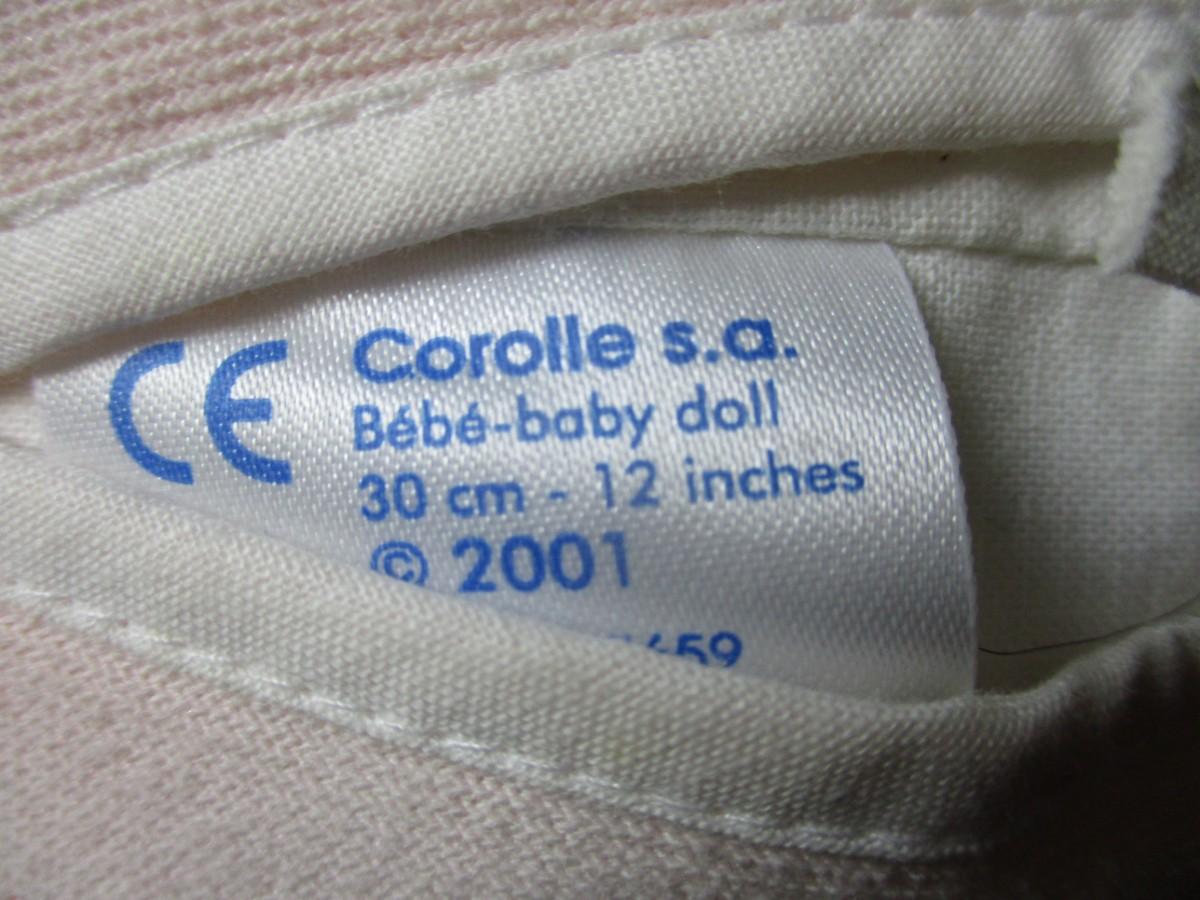 CE
Corolle s.a.
Bébé-baby doll
30 cm - 12 inches
© 2001